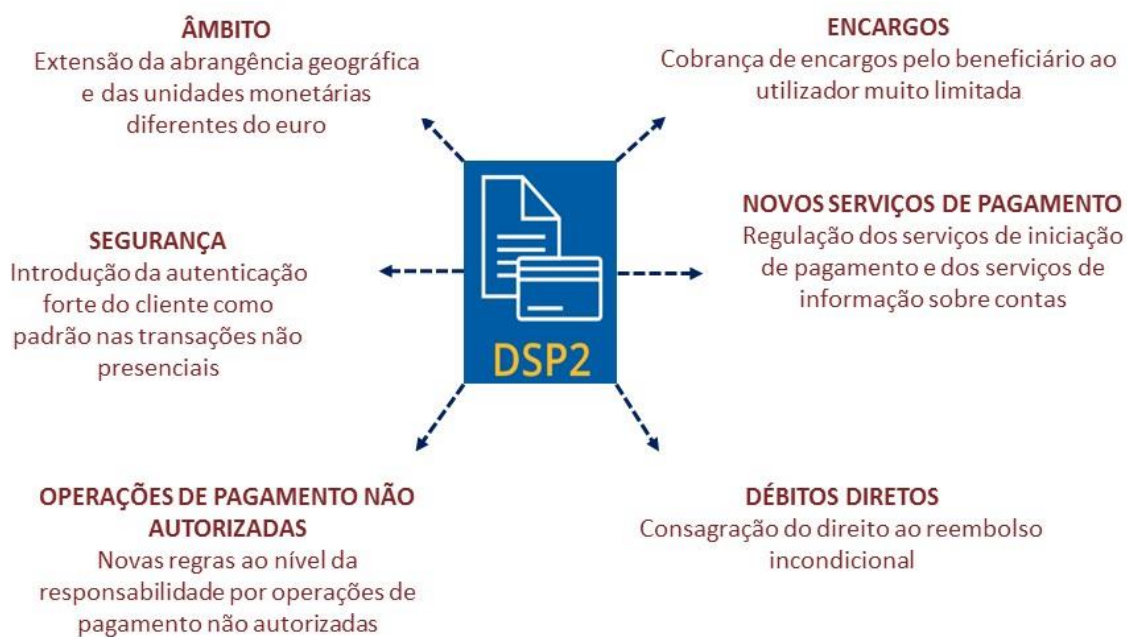 ÂMBITO
Extensão da abrangência geográfica
e das unidades monetárias
diferentes do euro
ENCARGOS
Cobrança de encargos pelo beneficiário ao
utilizador muito limitada
SEGURANÇA
Introdução da autenticação
forte do cliente como
padrão nas transações não
presenciais
NOVOS SERVIÇOS DE PAGAMENTO
Regulação dos serviços de iniciação
de pagamento e dos serviços de
informação sobre contas
DSP2
OPERAÇÕES DE PAGAMENTO NÃO
AUTORIZADAS
Novas regras ao nível da
responsabilidade por operações de
pagamento não autorizadas
DÉBITOS DIRETOS
Consagração do direito ao reembolso
incondicional